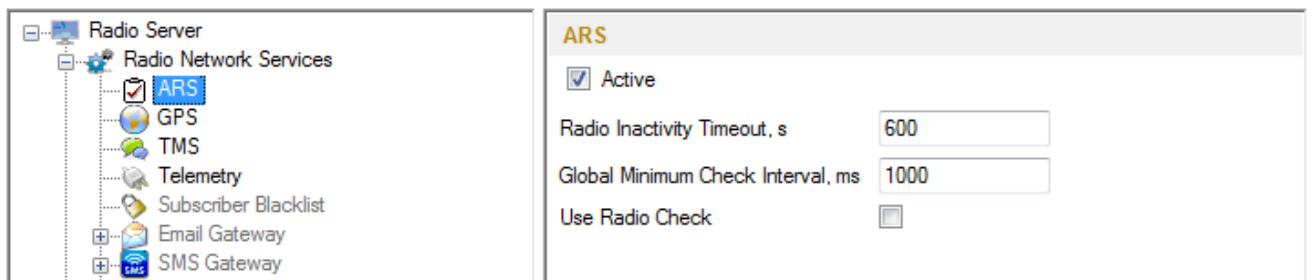 Radio Server
Radio Network Services
ARS
GPS
TMS
Telemetry
Subscriber Blacklist
Email Gateway
SMS Gateway
ARS
Active
Radio Inactivity Timeout, s 600
Global Minimum Check Interval, ms 1000
Use Radio Check